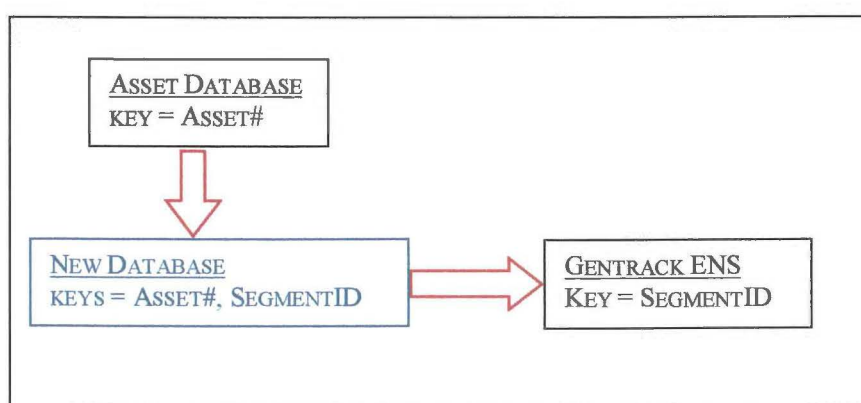 ASSET DATABASE
KEY = ASSET#
NEW DATABASE
KEYS = ASSET#, SEGMENTID
GENTRACK ENS
KEY = SEGMENTID